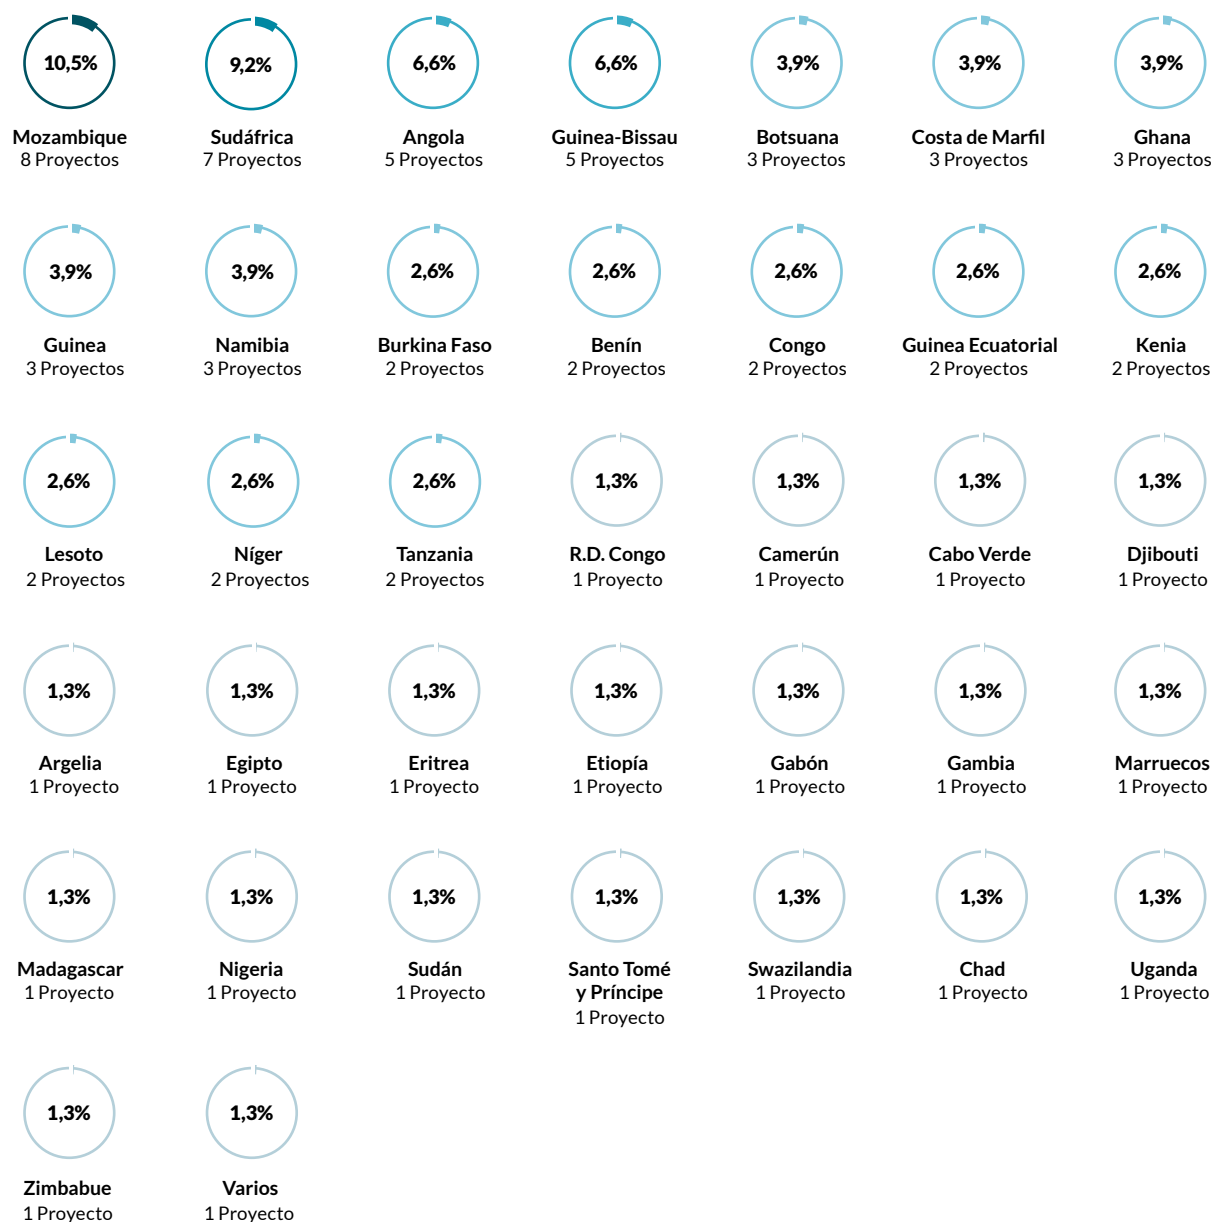 10,5% 9,2% 6,6% 6,6% 3,9% 3,9% 3,9%
Mozambique Sudáfrica Angola Guinea-Bissau Botsuana Costa de Marfil Ghana
8 Proyectos 7 Proyectos 5 Proyectos 5 Proyectos 3 Proyectos 3 Proyectos 3 Proyectos
3,9% 3,9% 2,6% 2,6% 2,6% 2,6% 2,6%
Guinea Namibia Burkina Faso Benín Congo Guinea Ecuatorial Kenia
3 Proyectos 3 Proyectos 2 Proyectos 2 Proyectos 2 Proyectos 2 Proyectos 2 Proyectos
2,6% 2,6% 2,6% 1,3% 1,3% 1,3% 1,3%
Lesoto Níger Tanzania R.D. Congo Camerún Cabo Verde Djibouti
2 Proyectos 2 Proyectos 2 Proyectos 1 Proyecto 1 Proyecto 1 Proyecto 1 Proyecto
1,3% 1,3% 1,3% 1,3% 1,3% 1,3% 1,3%
Argelia Egipto Eritrea Etiopía Gabón Gambia Marruecos
1 Proyecto 1 Proyecto 1 Proyecto 1 Proyecto 1 Proyecto 1 Proyecto 1 Proyecto
1,3% 1,3% 1,3% 1,3% 1,3% 1,3% 1,3%
Madagascar Nigeria Sudán Santo Tomé Swazilandia Chad Uganda
1 Proyecto 1 Proyecto 1 Proyecto y Príncipe 1 Proyecto 1 Proyecto 1 Proyecto
1 Proyecto
1,3% 1,3%
Zimbabue Varios
1 Proyecto 1 Proyecto